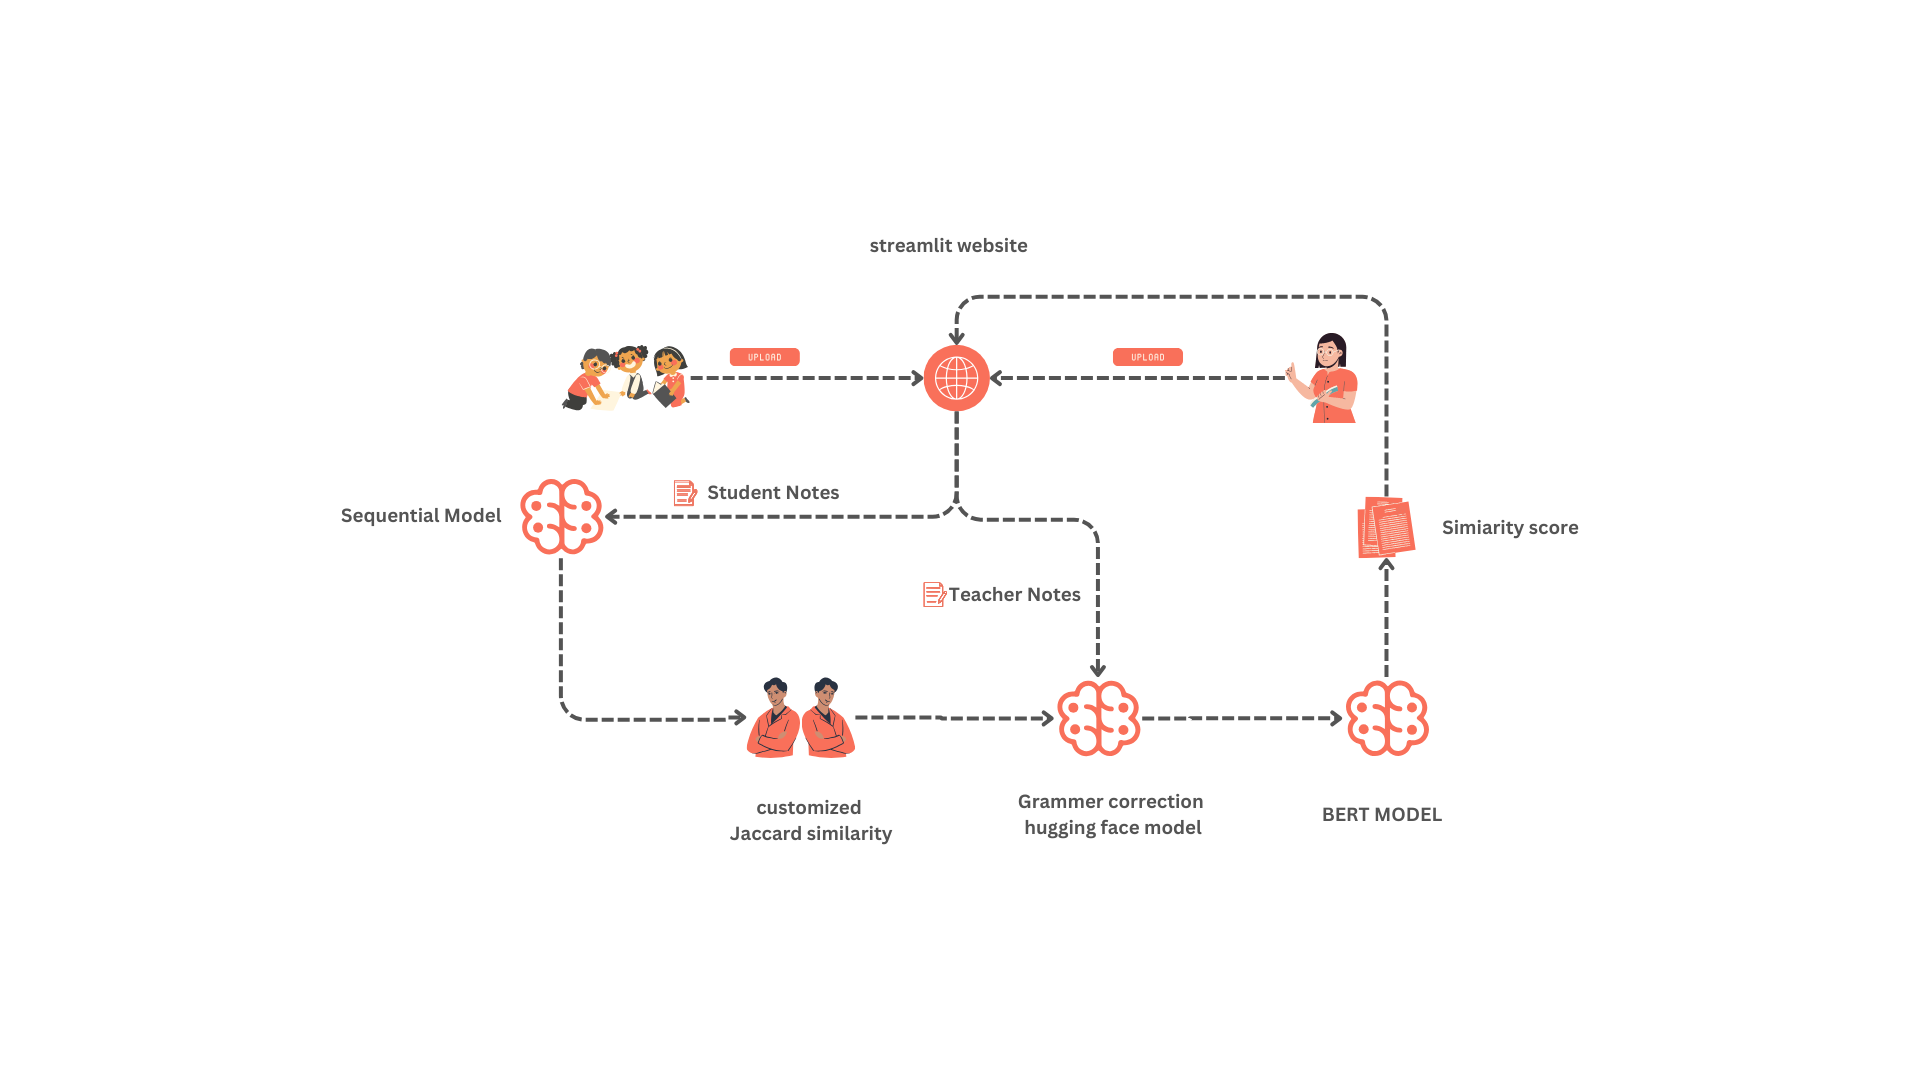 streamlit website
UPLOAD
UPLOAD
Student Notes
Sequential Model
Simiarity score
Teacher Notes
customized
Jaccard similarity
Grammer correction
hugging face model
BERT MODEL